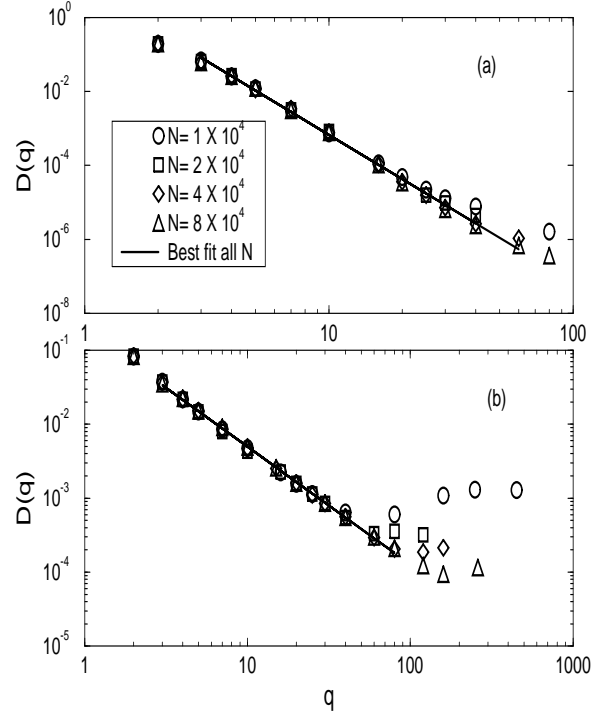 10^0
10^-2
10^-4
10^-6
10^-8
D(q)
(a)
N= 1 X 10^4
N= 2 X 10^4
N= 4 X 10^4
N= 8 X 10^4
Best fit all N
1 10 100
10^-1
10^-2
10^-3
10^-4
10^-5
D(q)
(b)
1 10 100 1000
q